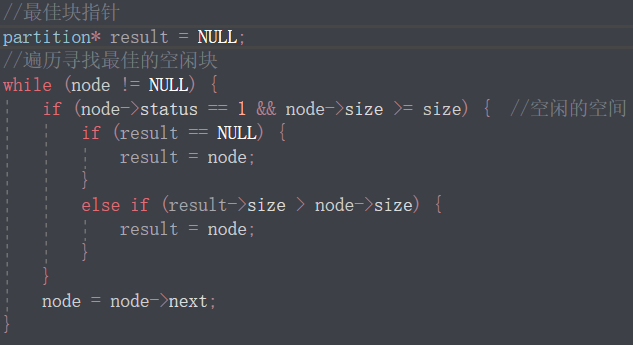 //最佳块指针
partition* result = NULL;
//遍历寻找最佳的空闲块
while (node != NULL) {
    if (node->status == 1 && node->size >= size) {  //空闲的空间
        if (result == NULL) {
            result = node;
        }
        else if (result->size > node->size) {
            result = node;
        }
    }
    node = node->next;
}